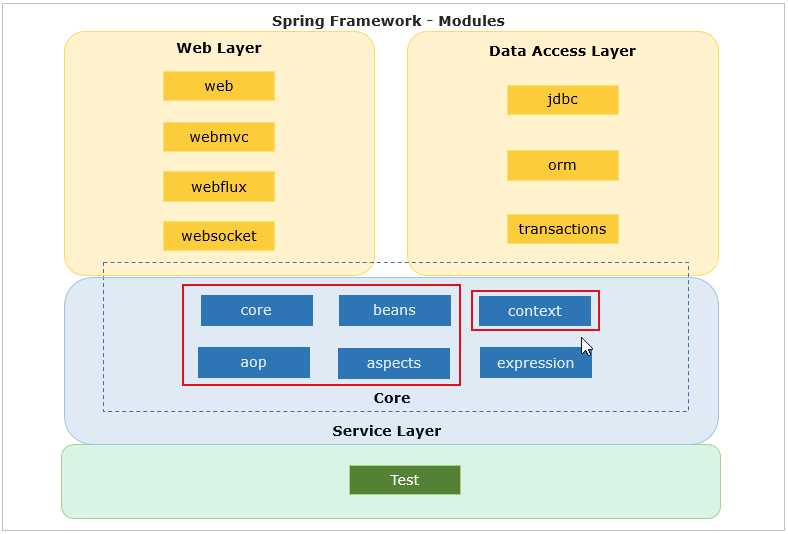 Spring Framework - Modules
Web Layer
web
webmvc
webflux
websocket
Data Access Layer
jdbc
orm
transactions
core
beans
context
aop
aspects
expression
Core
Service Layer
Test